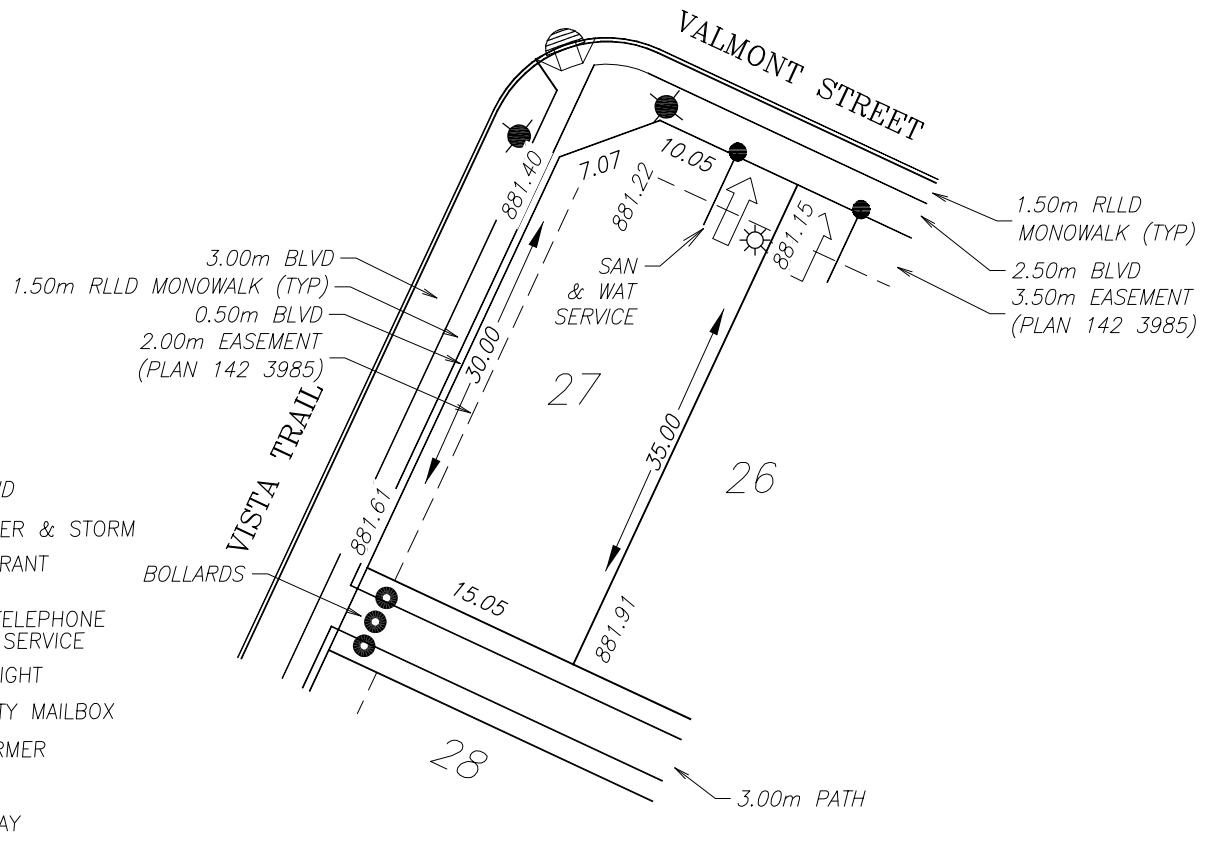 VALMONT STREET
10.05
7.07
881.40
881.22
881.15
1.50m RLLD
MONOWALK (TYP)
2.50m BLVD
3.50m EASEMENT
(PLAN 142 3985)
3.00m BLVD
1.50m RLLD MONOWALK (TYP)
0.50m BLVD
2.00m EASEMENT
(PLAN 142 3985)
SAN
& WAT
SERVICE
30.00
27
35.00
26
VISTA TRAIL
881.61
BOLLARDS
15.05
881.91
28
3.00m PATH
ER & STORM
RANT
ELEPHONE
SERVICE
IGHT
TY MAILBOX
RMER
AY